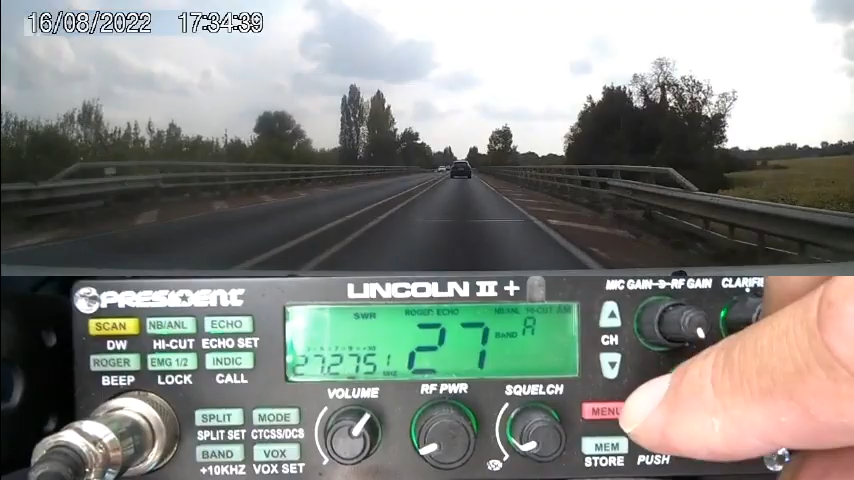 16/08/2022 17:34:39
PRESIDENT
LINCOLN II +
MIC GAIN RF GAIN CLARIFIE
SCAN NB/ANL ECHO
DW HI-CUT ECHO SET
ROGER EMG 1/2 INDIC
BEEP LOCK CALL
SWR ROGER ECHO NB/ANL HI-CUT
27 BAND A
272751
CH
VOLUME RF PWR SQUELCH
SPLIT MODE
SPLIT SET CTCSS/DCS
BAND VOX
+10KHZ VOX SET
MENU
MEM
STORE PUSH